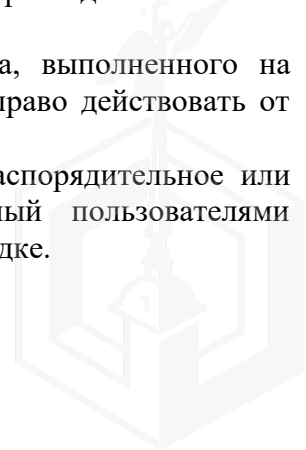 а, выполненного на
право действовать от
аспорядительное или
ный пользователями
дке.